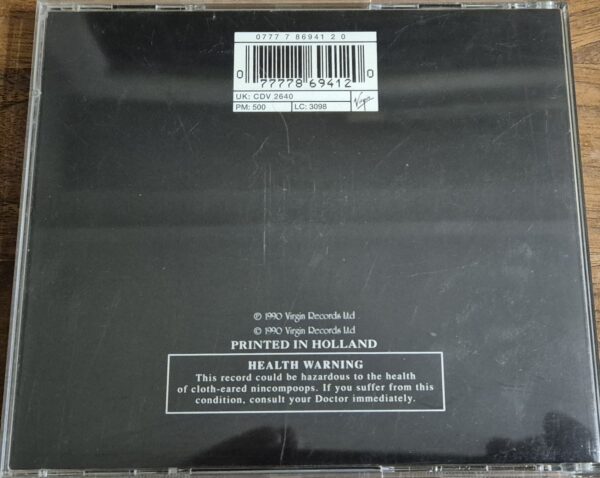 0777 7 86941 2 0
0 77778 69412 0
UK: CDV 2640
PM: 500 LC: 3098 Virgin
℗ 1990 Virgin Records Ltd
© 1990 Virgin Records Ltd
PRINTED IN HOLLAND
HEALTH WARNING
This record could be hazardous to the health
of cloth-eared nincompoops. If you suffer from this
condition, consult your Doctor immediately.